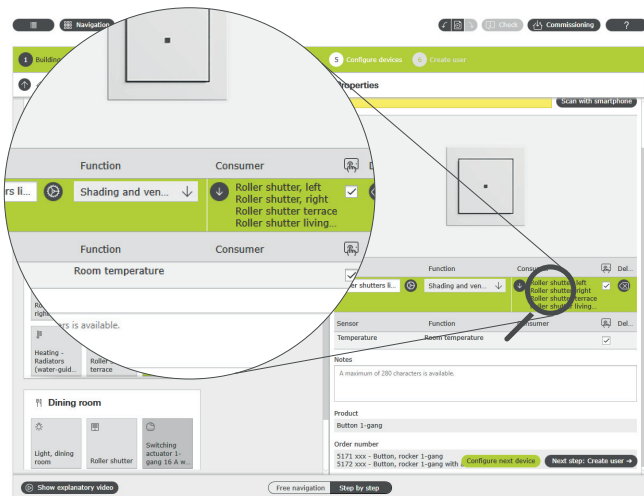 Navigation
Check
Commissioning
?
1 Building
5 Configure devices
6 Create user
Properties
Scan with smartphone
Function
Consumer
rs li...
Shading and ven...
Roller shutter, left
Roller shutter, right
Roller shutter terrace
Roller shutter living...
Function
Consumer
Room temperature
Function
Consumer
Del...
er shutters li...
Shading and ven...
Roller shutter, left
Roller shutter, right
Roller shutter terrace
Roller shutter living...
Sensor
Function
Consumer
Del...
Temperature
Room temperature
Notes
A maximum of 280 characters is available.
ers is available.
Heating -
Radiators
(water-guid...
Roller
terrace
Dining room
Light, dining
room
Roller shutter
Switching
actuator 1-
gang 16 A w...
Product
Button 1-gang
Order number
5171 xxx - Button, rocker 1-gang
5172 xxx - Button, rocker 1-gang with
Configure next device
Next step: Create user
Show explanatory video
Free navigation
Step by step